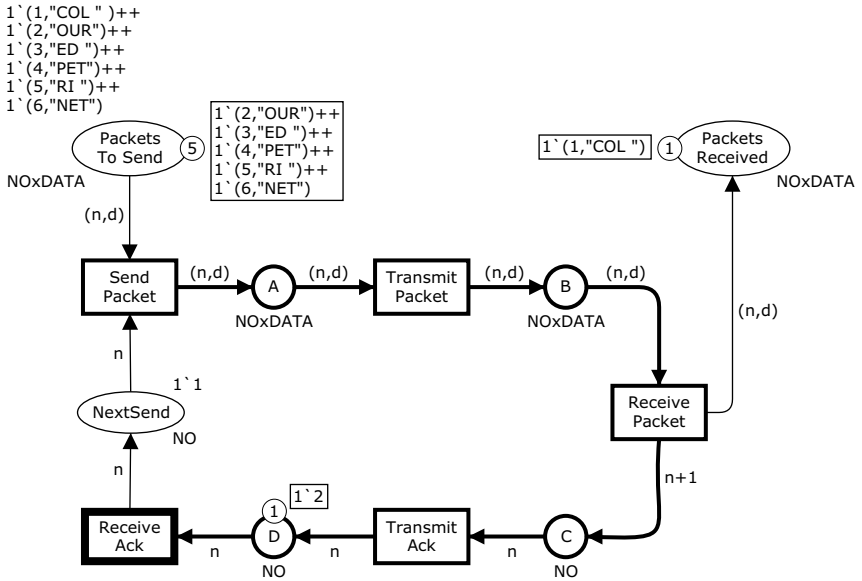 1`(1,"COL ")++
1`(2,"OUR")++
1`(3,"ED ")++
1`(4,"PET")++
1`(5,"RI ")++
1`(6,"NET")
Packets
To Send
5
1`(2,"OUR")++
1`(3,"ED ")++
1`(4,"PET")++
1`(5,"RI ")++
1`(6,"NET")
NOxDATA
1`(1,"COL ")
1
Packets
Received
NOxDATA
(n,d)
Send
Packet
(n,d)
A
NOxDATA
(n,d)
Transmit
Packet
(n,d)
B
NOxDATA
(n,d)
(n,d)
n
1`1
NextSend
NO
Receive
Packet
n
n+1
Receive
Ack
n
1`2
1
D
NO
n
Transmit
Ack
n
C
NO